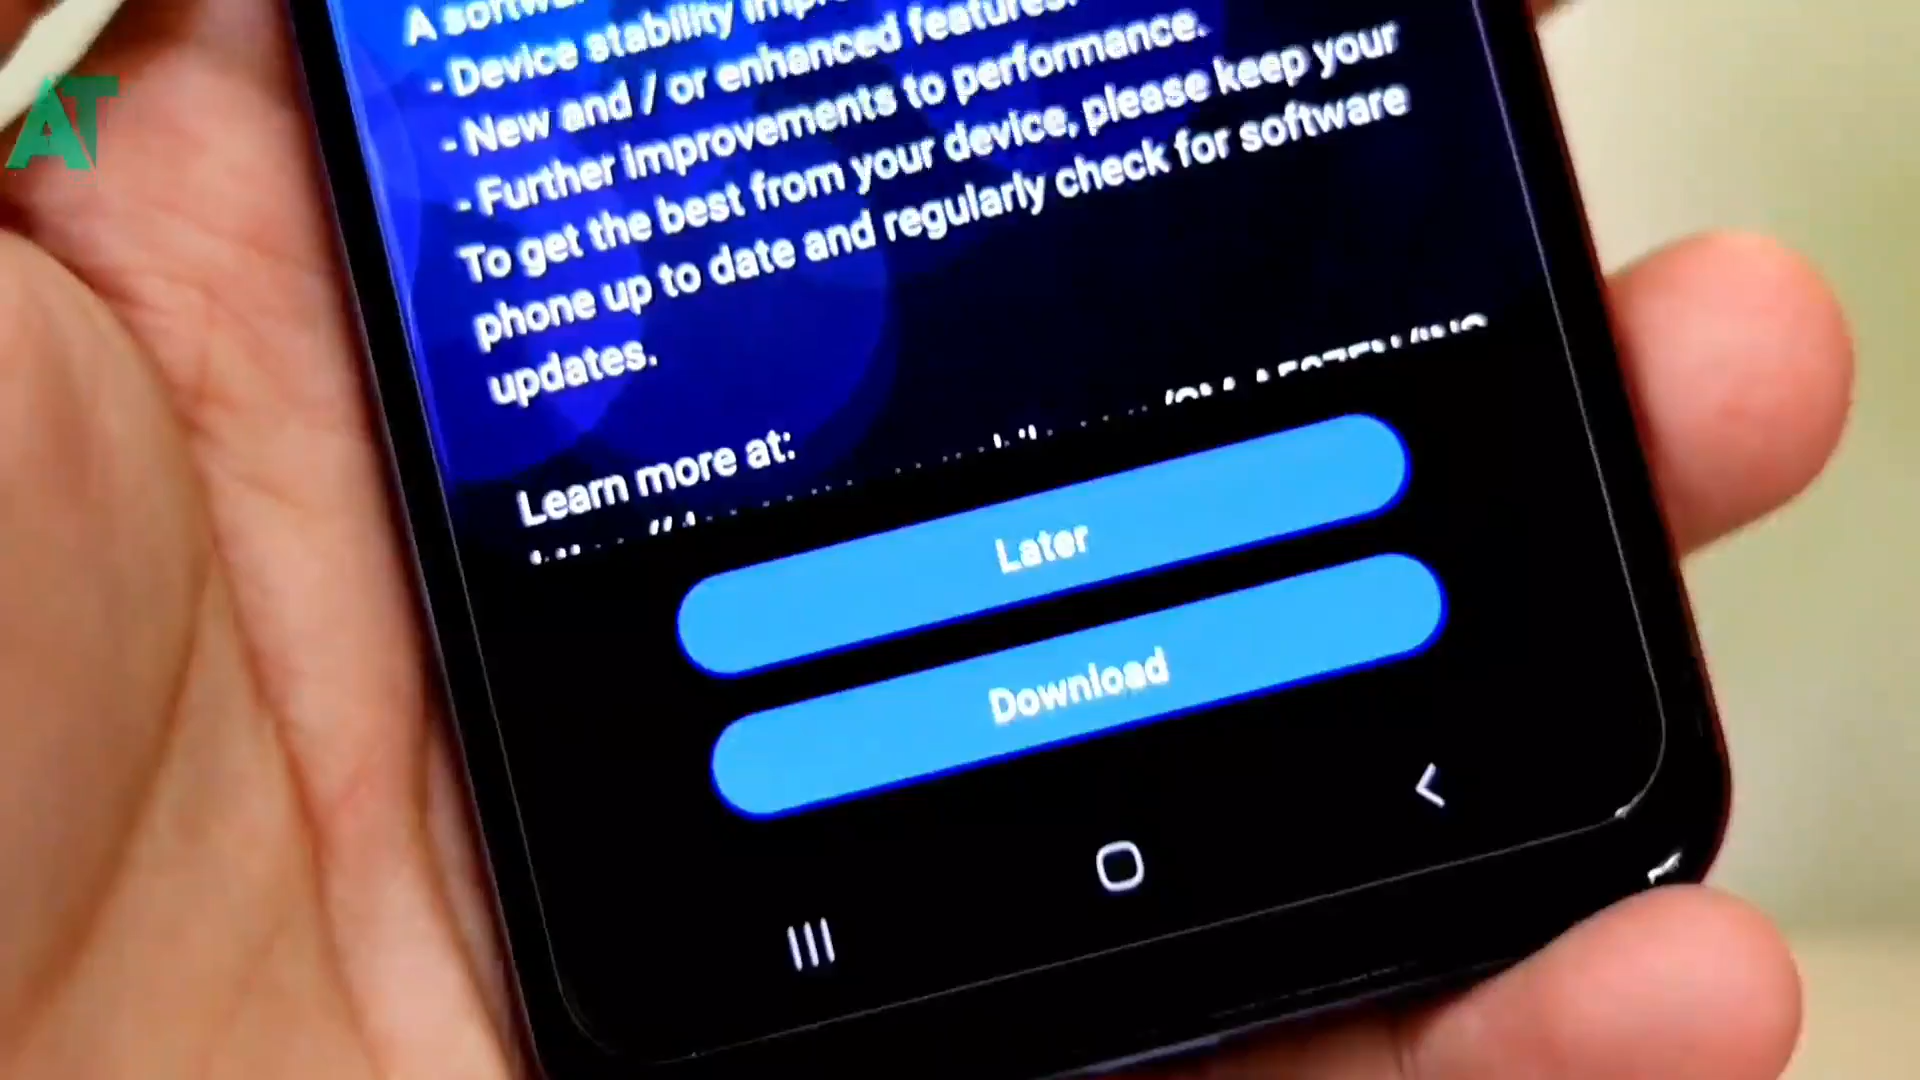 A
- Device stability
- New and / or enhanced features.
- Further improvements to performance.
To get the best from your device, please keep your
phone up to date and regularly check for software
updates.
Learn more at:
Later
Download
AT